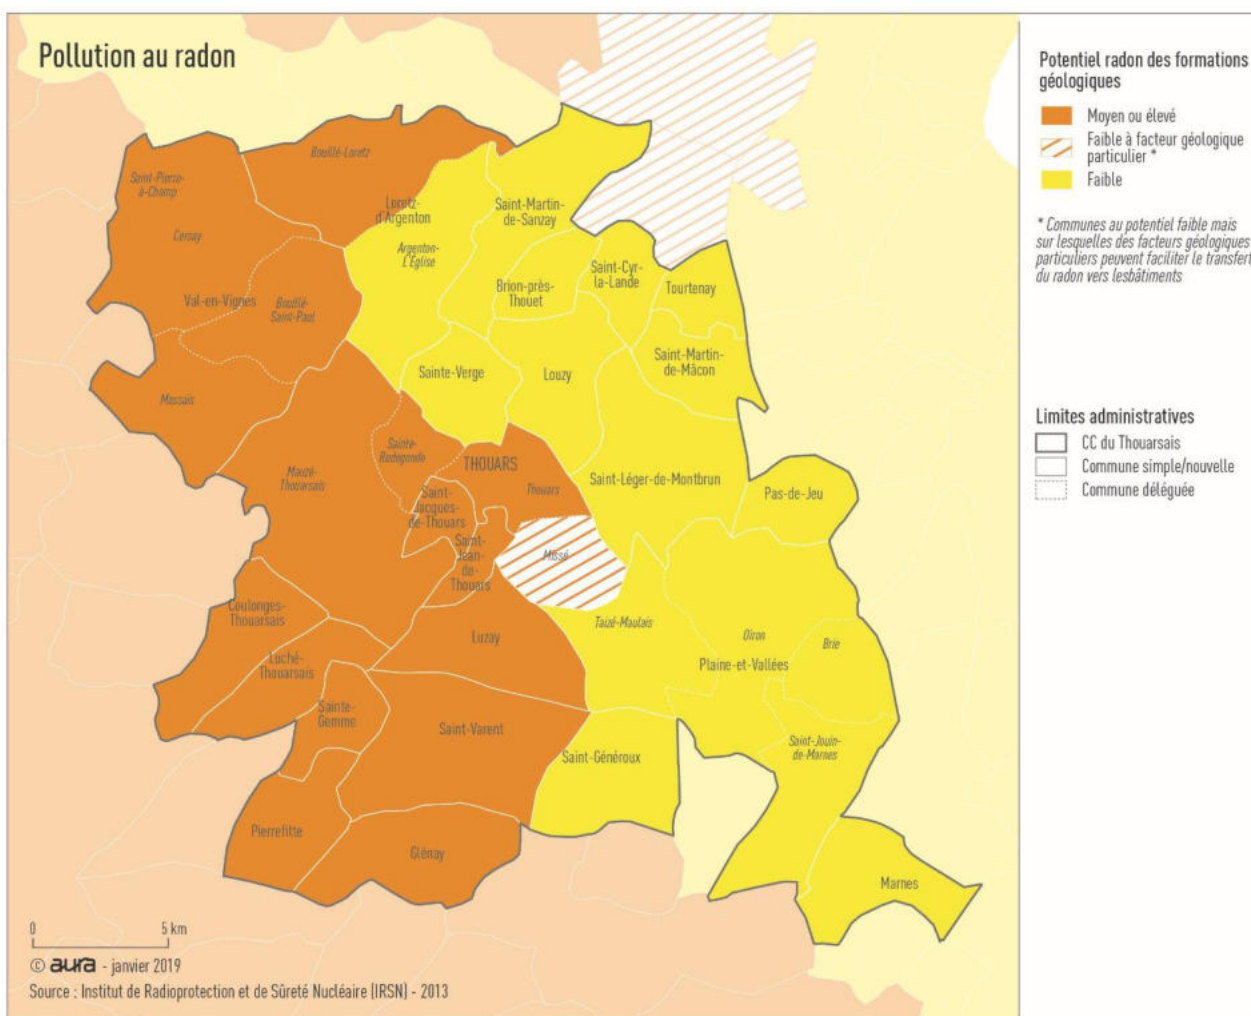 Pollution au radon
Bouillé-Loretz
Saint-Pierre-
à-Champ
Loretz-
d'Argenton
Saint-Martin-
de-Sanzay
Cersay
Argenton-
L'Église
Saint-Cyr-
la-Lande
Brion-près-
Thouet
Tourtenay
Val-en-Vignes
Bouillé-
Saint-Paul
Saint-Martin-
de-Mâcon
Sainte-Verge
Louzy
Massais
Sainte-
Radegonde
THOUARS
Mauzé-
Thouarsais
Thouars
Saint-Léger-de-Montbrun
Pas-de-Jeu
Saint-
Jacques-
de-Thouars
Saint-
Jean-
de-
Thouars
Missé
Coulonges-
Thouarsais
Taizé-Maulais
Luzay
Oiron
Brie
Luché-
Thouarsais
Plaine-et-Vallées
Sainte-
Gemme
Saint-Varent
Saint-Généroux
Saint-Jouin-
de-Marnes
Pierrefitte
Glénay
Marnes
0 5 km
© aura - janvier 2019
Source : Institut de Radioprotection et de Sûreté Nucléaire (IRSN) - 2013
Potentiel radon des formations
géologiques
Moyen ou élevé
Faible à facteur géologique
particulier *
Faible
* Communes au potentiel faible mais
sur lesquelles des facteurs géologiques
particuliers peuvent faciliter le transfert
du radon vers lesbâtiments
Limites administratives
CC du Thouarsais
Commune simple/nouvelle
Commune déléguée